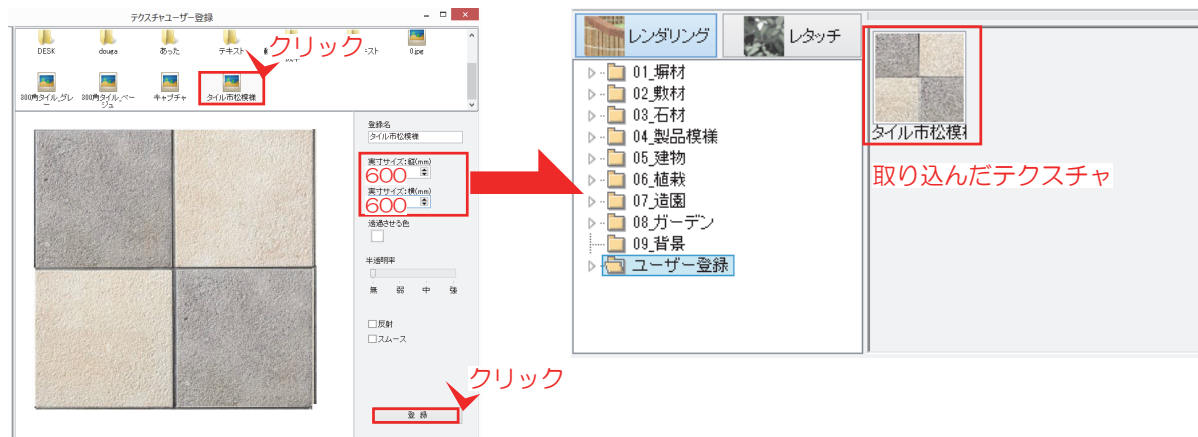 テクスチャユーザー登録
DESK
douga
あった
テキスト
クリック
0.jpg
300角タイル_グレー
300角タイル_ベージュ
キャプチャ
タイル市松模様
登録名
タイル市松模様
実寸サイズ:縦(mm)
600
実寸サイズ:横(mm)
600
透過させる色
半透明率
無 弱 中 強
反射
スムース
クリック
登 録
レンダリング
レタッチ
01_塀材
02_敷材
03_石材
04_製品模様
05_建物
06_植栽
07_造園
08_ガーデン
09_背景
ユーザー登録
タイル市松模様
取り込んだテクスチャ